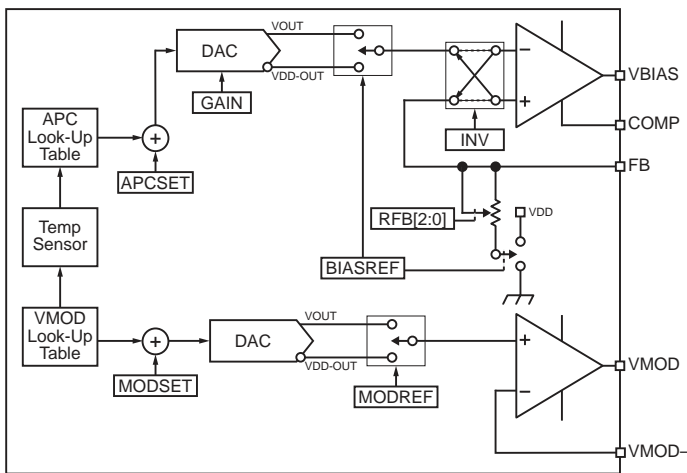 VOUT
DAC
VDD-OUT
GAIN
VBIAS
COMP
FB
APC
Look-Up
Table
APCSET
INV
RFB[2:0]
VDD
Temp
Sensor
BIASREF
VMOD
Look-Up
Table
MODSET
VOUT
DAC
VDD-OUT
MODREF
VMOD
VMOD–
+
+
–
+
+
–